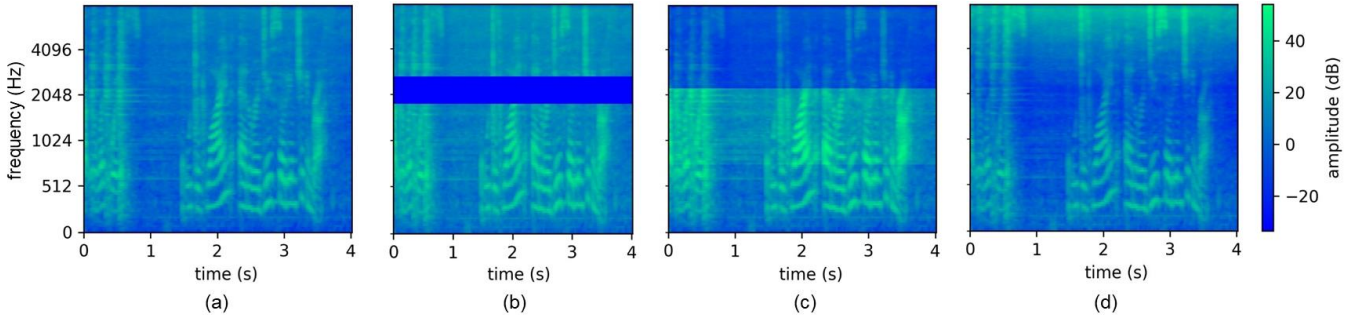 frequency (Hz)
4096
2048
1024
512
0
0 1 2 3 4
time (s)
(a)
0 1 2 3 4
time (s)
(b)
0 1 2 3 4
time (s)
(c)
0 1 2 3 4
time (s)
(d)
40
20
0
−20
amplitude (dB)